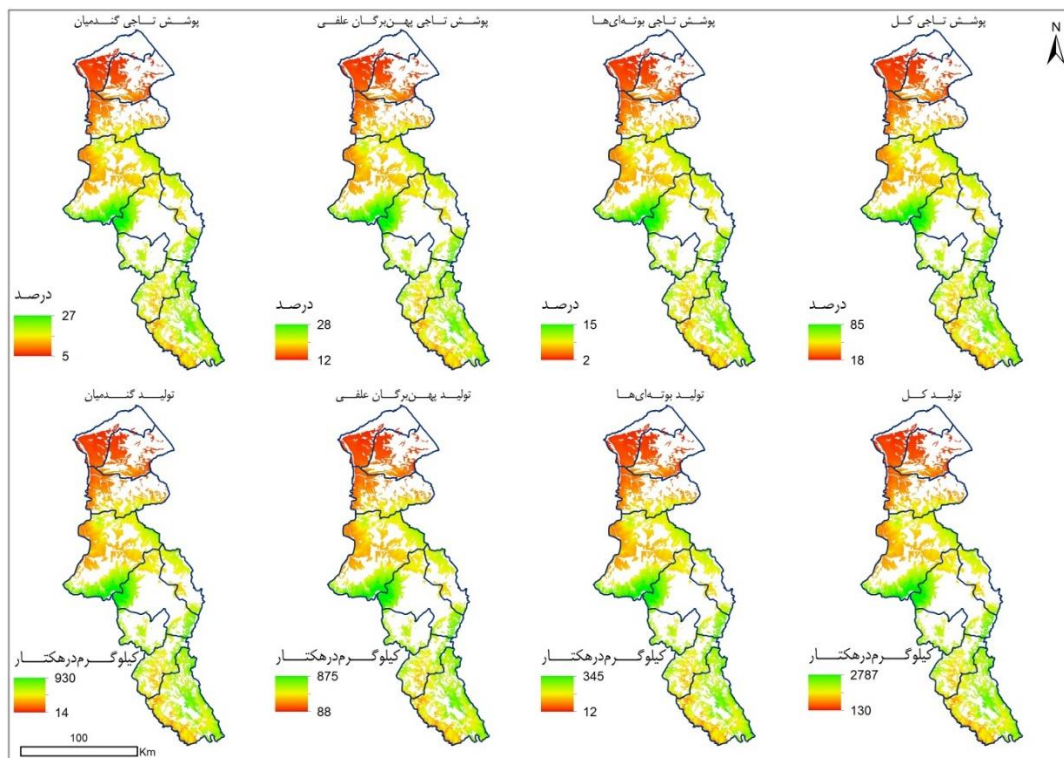 پوشش تاجی کل
پوشش تاجی بوته‌ای‌ها
پوشش تاجی پهن‌برگان علفی
پوشش تاجی گندمیان
N
درصد
85
18
درصد
15
2
درصد
28
12
درصد
27
5
تولید کل
تولید بوته‌ای‌ها
تولید پهن‌برگان علفی
تولید گندمیان
کیلوگرم‌درهکتار
2787
130
کیلوگرم‌درهکتار
345
12
کیلوگرم‌درهکتار
875
88
کیلوگرم‌درهکتار
930
14
100
Km